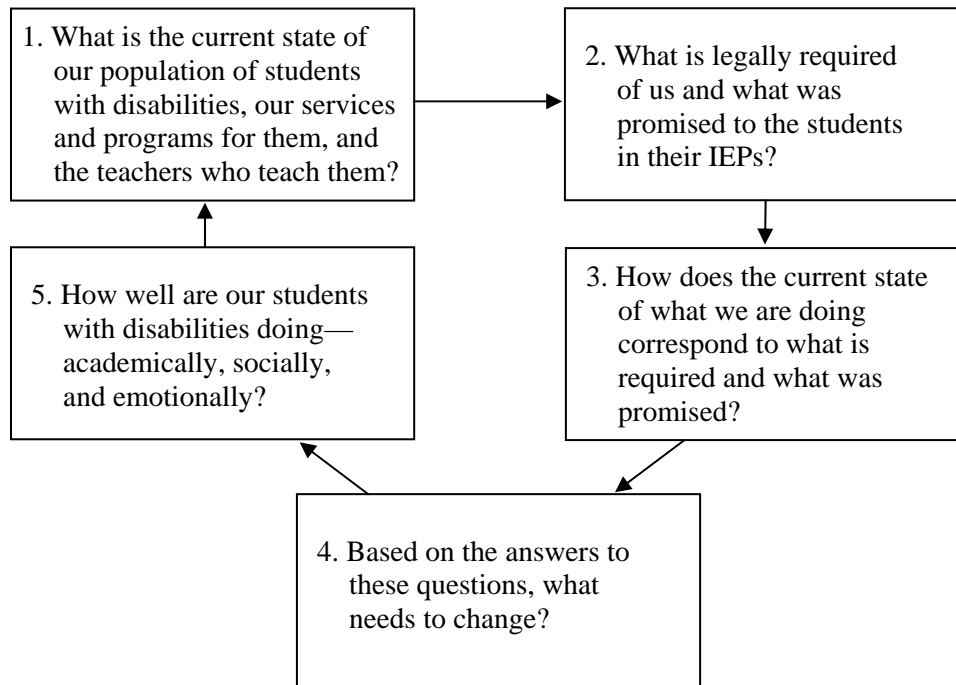 1. What is the current state of
our population of students
with disabilities, our services
and programs for them, and
the teachers who teach them?
2. What is legally required
of us and what was
promised to the students
in their IEPs?
3. How does the current state
of what we are doing
correspond to what is
required and what was
promised?
4. Based on the answers to
these questions, what
needs to change?
5. How well are our students
with disabilities doing—
academically, socially,
and emotionally?